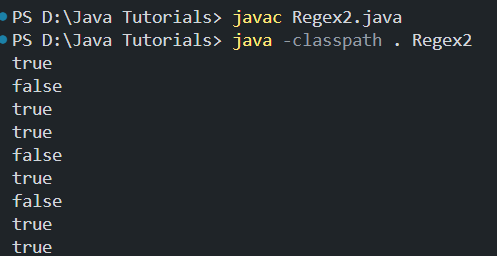 PS D:\Java Tutorials> javac Regex2.java
PS D:\Java Tutorials> java -classpath . Regex2
true
false
true
true
false
true
false
true
true